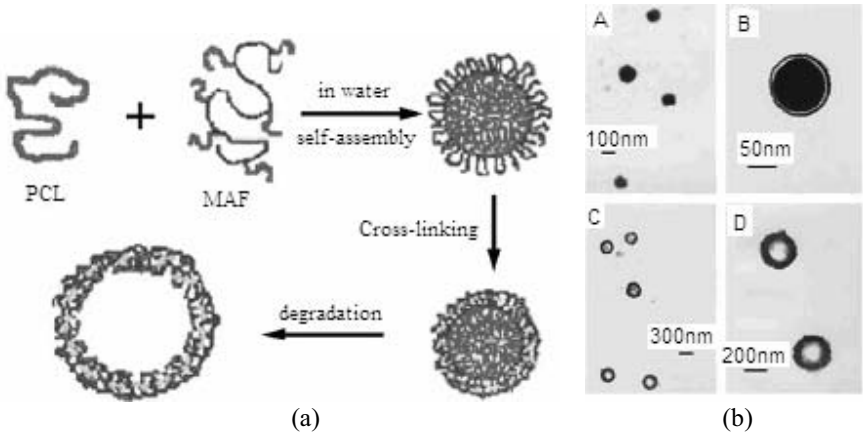 PCL
+
MAF
in water
self-assembly
Cross-linking
degradation
(a)
A
100nm
B
50nm
C
300nm
D
200nm
(b)